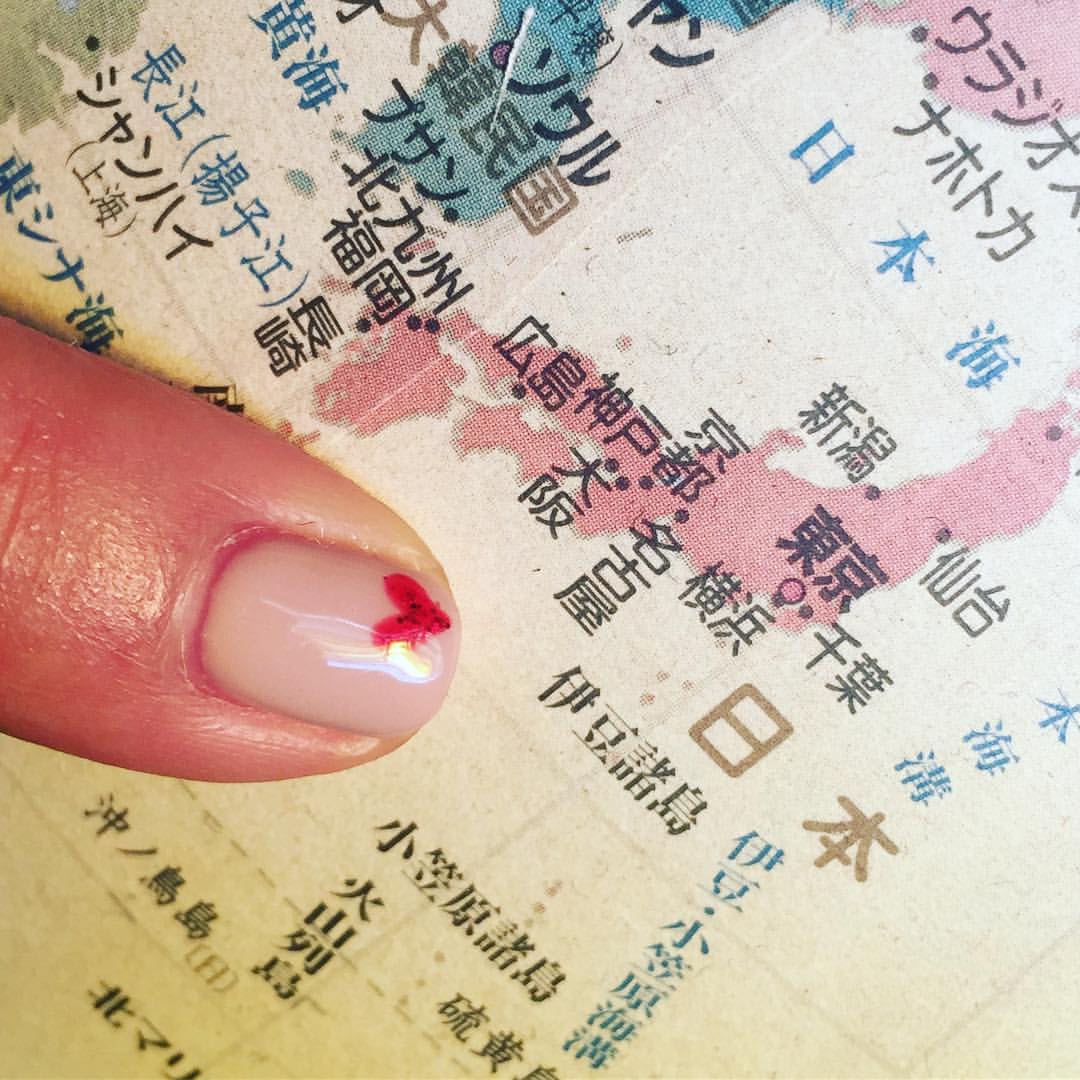 黄海
大
韓
民
国
ソウル
プサン
ウラジオス
ナホトカ
日本海
長江(揚子江)
シャンハイ
(上海)
東シナ海
北九州
福岡
長崎
広島
神戸
京都
大阪
名古屋
新潟
東京
横浜
千葉
仙台
日本
本海溝
伊豆諸島
伊豆・小笠原海溝
小笠原諸島
火山列島
硫黄島
沖ノ鳥島(日)
北マリ